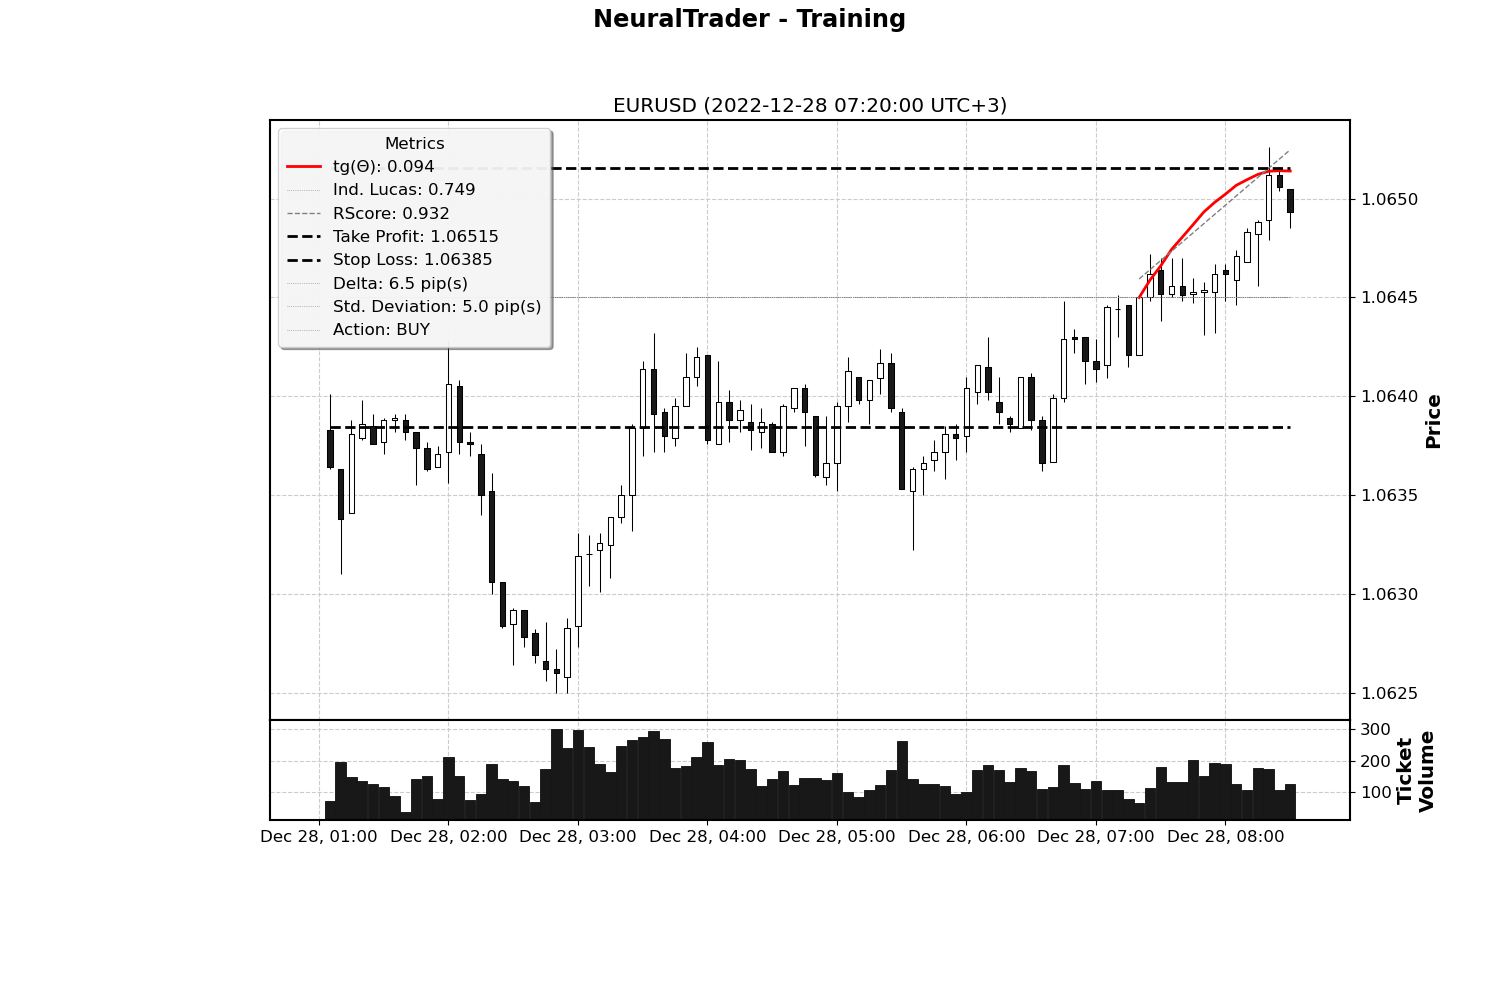 NeuralTrader - Training
EURUSD (2022-12-28 07:20:00 UTC+3)
Metrics
tg(Θ): 0.094
Ind. Lucas: 0.749
RScore: 0.932
Take Profit: 1.06515
Stop Loss: 1.06385
Delta: 6.5 pip(s)
Std. Deviation: 5.0 pip(s)
Action: BUY
1.0650
1.0645
1.0640
1.0635
1.0630
1.0625
Price
300
200
100
Ticket
Volume
Dec 28, 01:00 Dec 28, 02:00 Dec 28, 03:00 Dec 28, 04:00 Dec 28, 05:00 Dec 28, 06:00 Dec 28, 07:00 Dec 28, 08:00